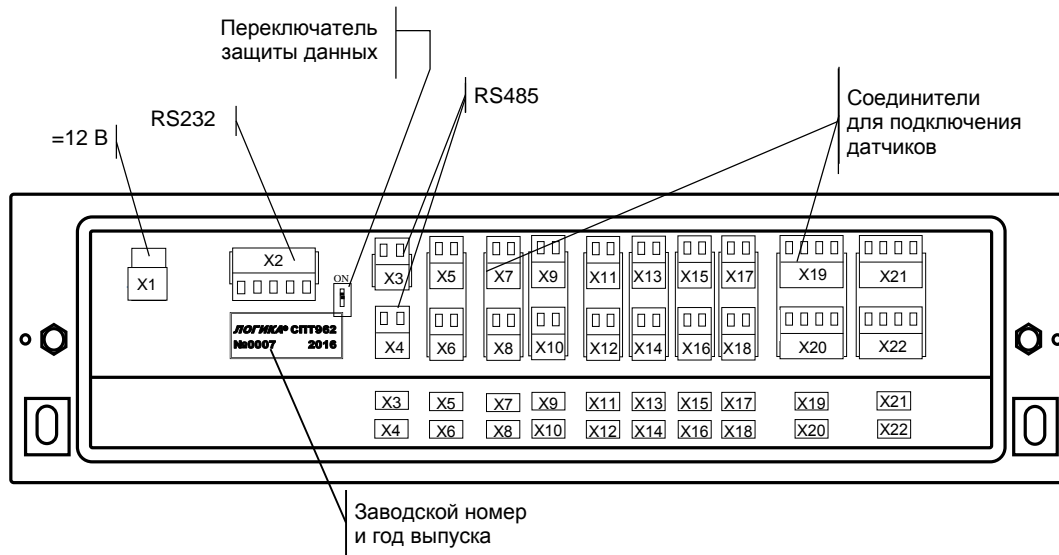 Переключатель
защиты данных
RS485
Соединители
для подключения
датчиков
RS232
=12 В
X1
X2
ON
X3 X5 X7 X9 X11 X13 X15 X17 X19 X21
ЛОГИКА® СПТ962
№0007 2016
X4 X6 X8 X10 X12 X14 X16 X18 X20 X22
X3 X5 X7 X9 X11 X13 X15 X17 X19 X21
X4 X6 X8 X10 X12 X14 X16 X18 X20 X22
Заводской номер
и год выпуска